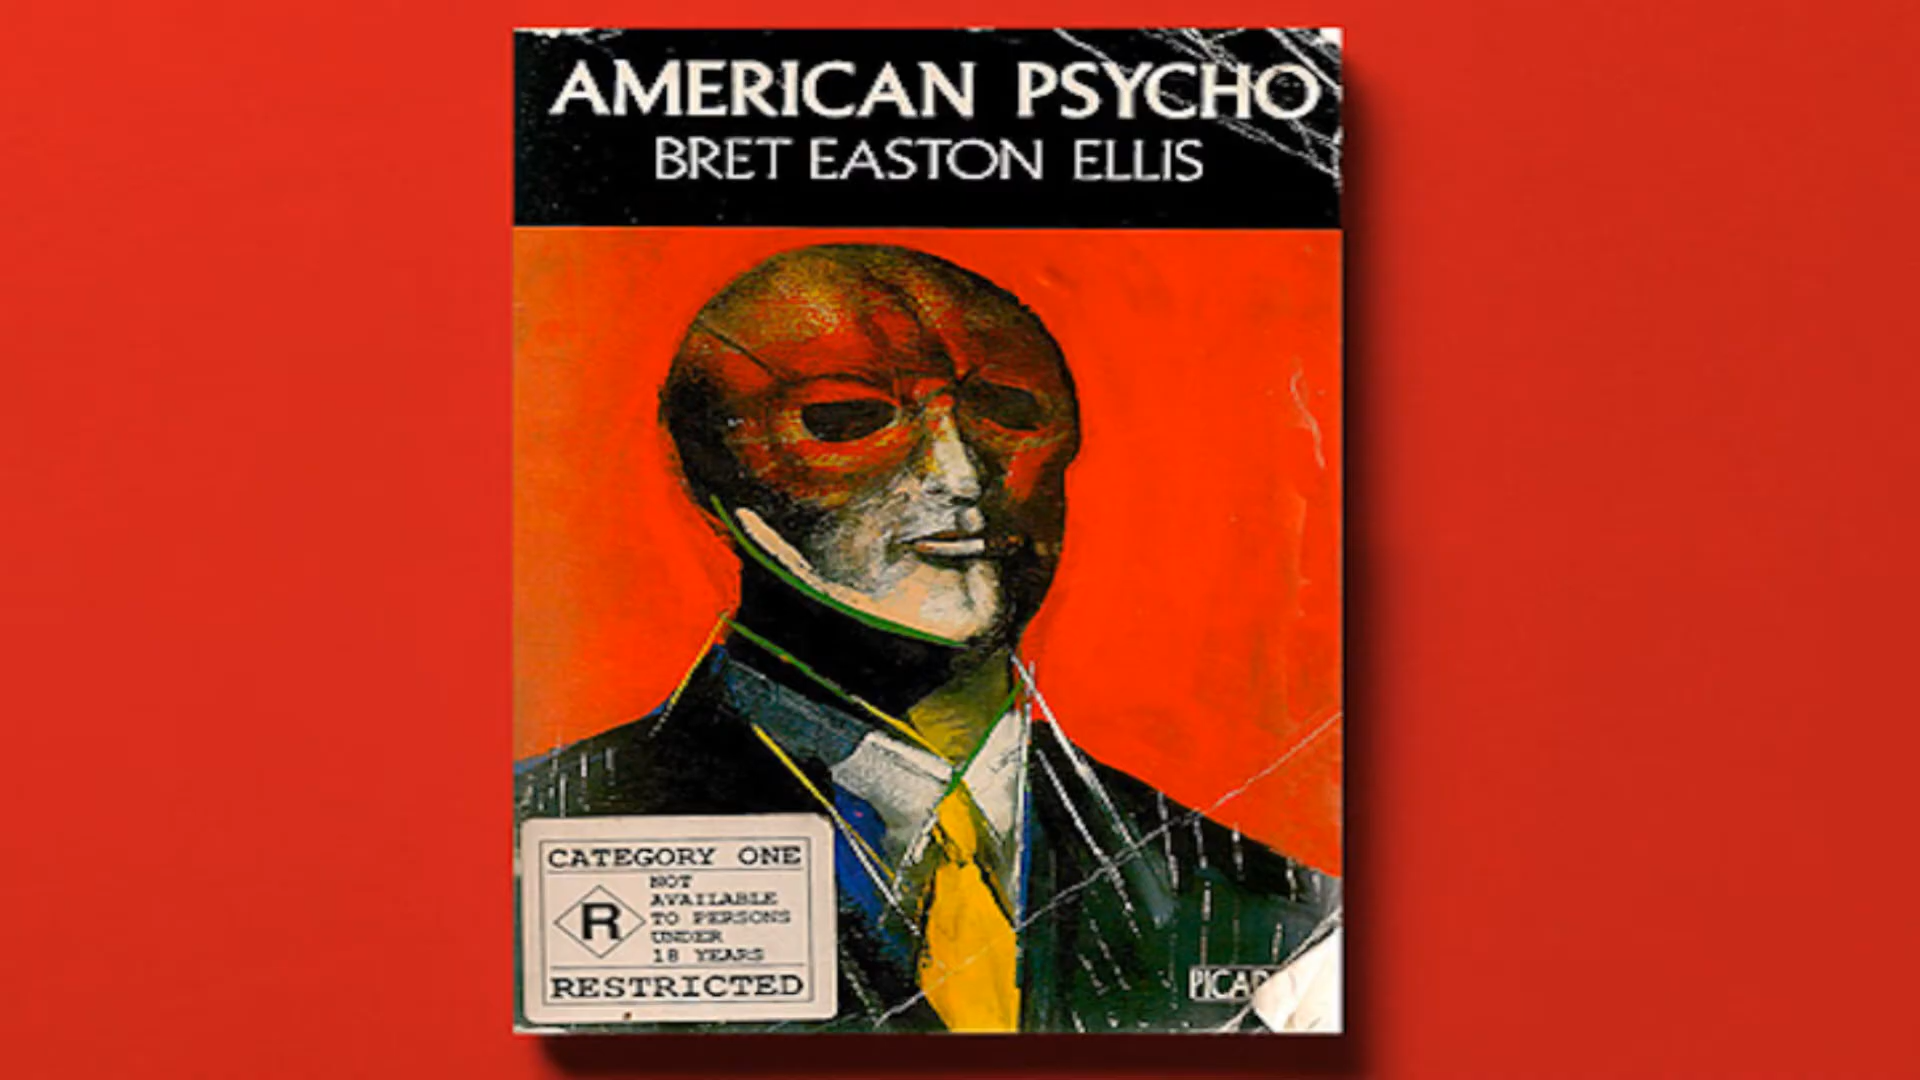 AMERICAN PSYCHO
BRET EASTON ELLIS
CATEGORY ONE
R
NOT
AVAILABLE
TO PERSONS
UNDER
18 YEARS
RESTRICTED